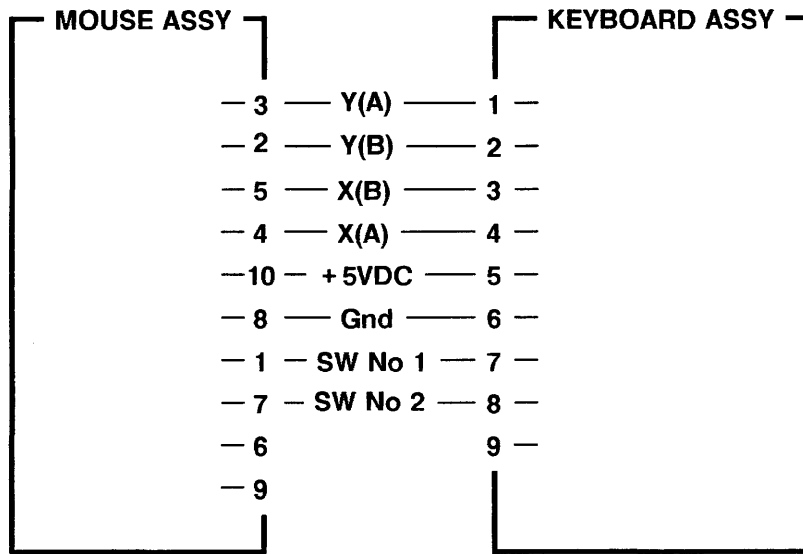 MOUSE ASSY KEYBOARD ASSY
3 Y(A) 1
2 Y(B) 2
5 X(B) 3
4 X(A) 4
10 +5VDC 5
8 Gnd 6
1 SW No 1 7
7 SW No 2 8
6 9
9